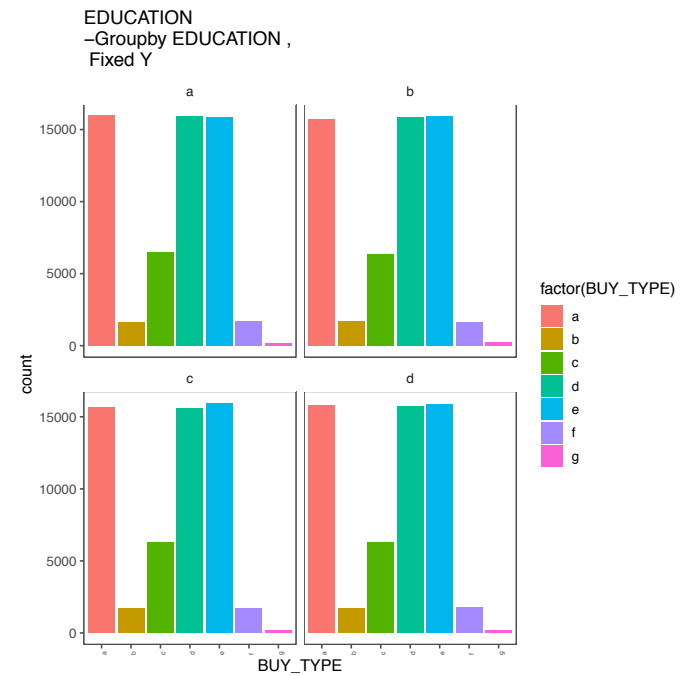 EDUCATION
−Groupby EDUCATION ,
Fixed Y
a
b
15000
10000
5000
0
count
c
d
15000
10000
5000
0
a b c d e f g
a b c d e f g
BUY_TYPE
factor(BUY_TYPE)
a
b
c
d
e
f
g